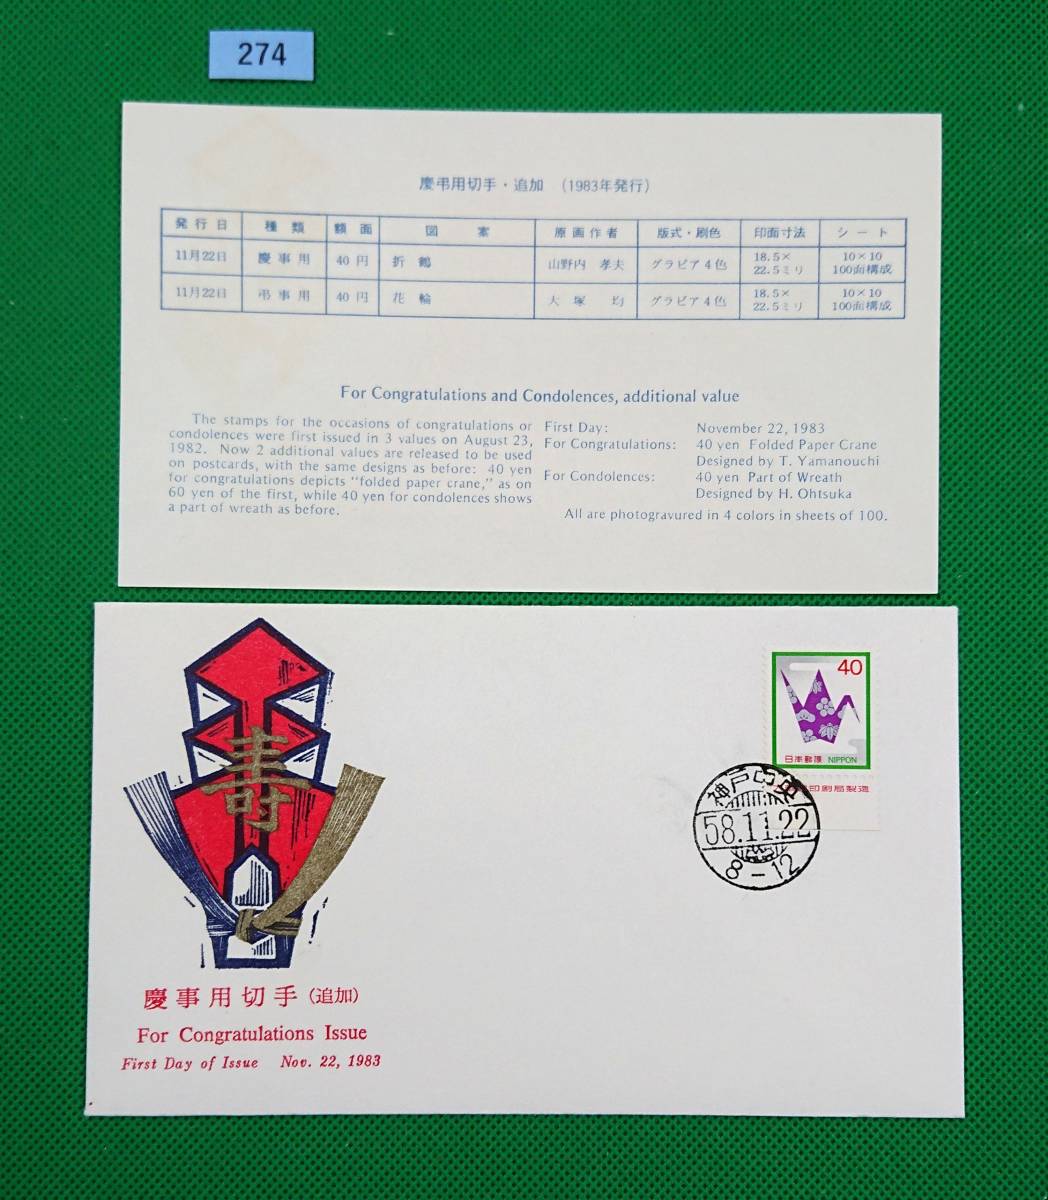 274
慶弔用切手・追加 (1983年発行)
発行日 種類 額面 図案 原画作者 版式・刷色 印面寸法 シート
11月22日 慶事用 40円 折鶴 山野内 孝夫 グラビア4色 18.5× 22.5ミリ 10×10 100面構成
11月22日 弔事用 40円 花輪 大塚 均 グラビア4色 18.5× 22.5ミリ 10×10 100面構成
For Congratulations and Condolences, additional value
The stamps for the occasions of congratulations or
condolences were first issued in 3 values on August 23,
1982. Now 2 additional values are released to be used
on postcards, with the same designs as before: 40 yen
for congratulations depicts "folded paper crane," as on
60 yen of the first, while 40 yen for condolences shows
a part of wreath as before.
First Day: November 22, 1983
For Congratulations: 40 yen Folded Paper Crane
Designed by T. Yamanouchi
For Condolences: 40 yen Part of Wreath
Designed by H. Ohtsuka
All are photogravured in 4 colors in sheets of 100.
寿
40
日本郵便 NIPPON
印刷局製造
神戸中央
58.11.22
8-12
慶事用切手(追加)
For Congratulations Issue
First Day of Issue Nov. 22, 1983